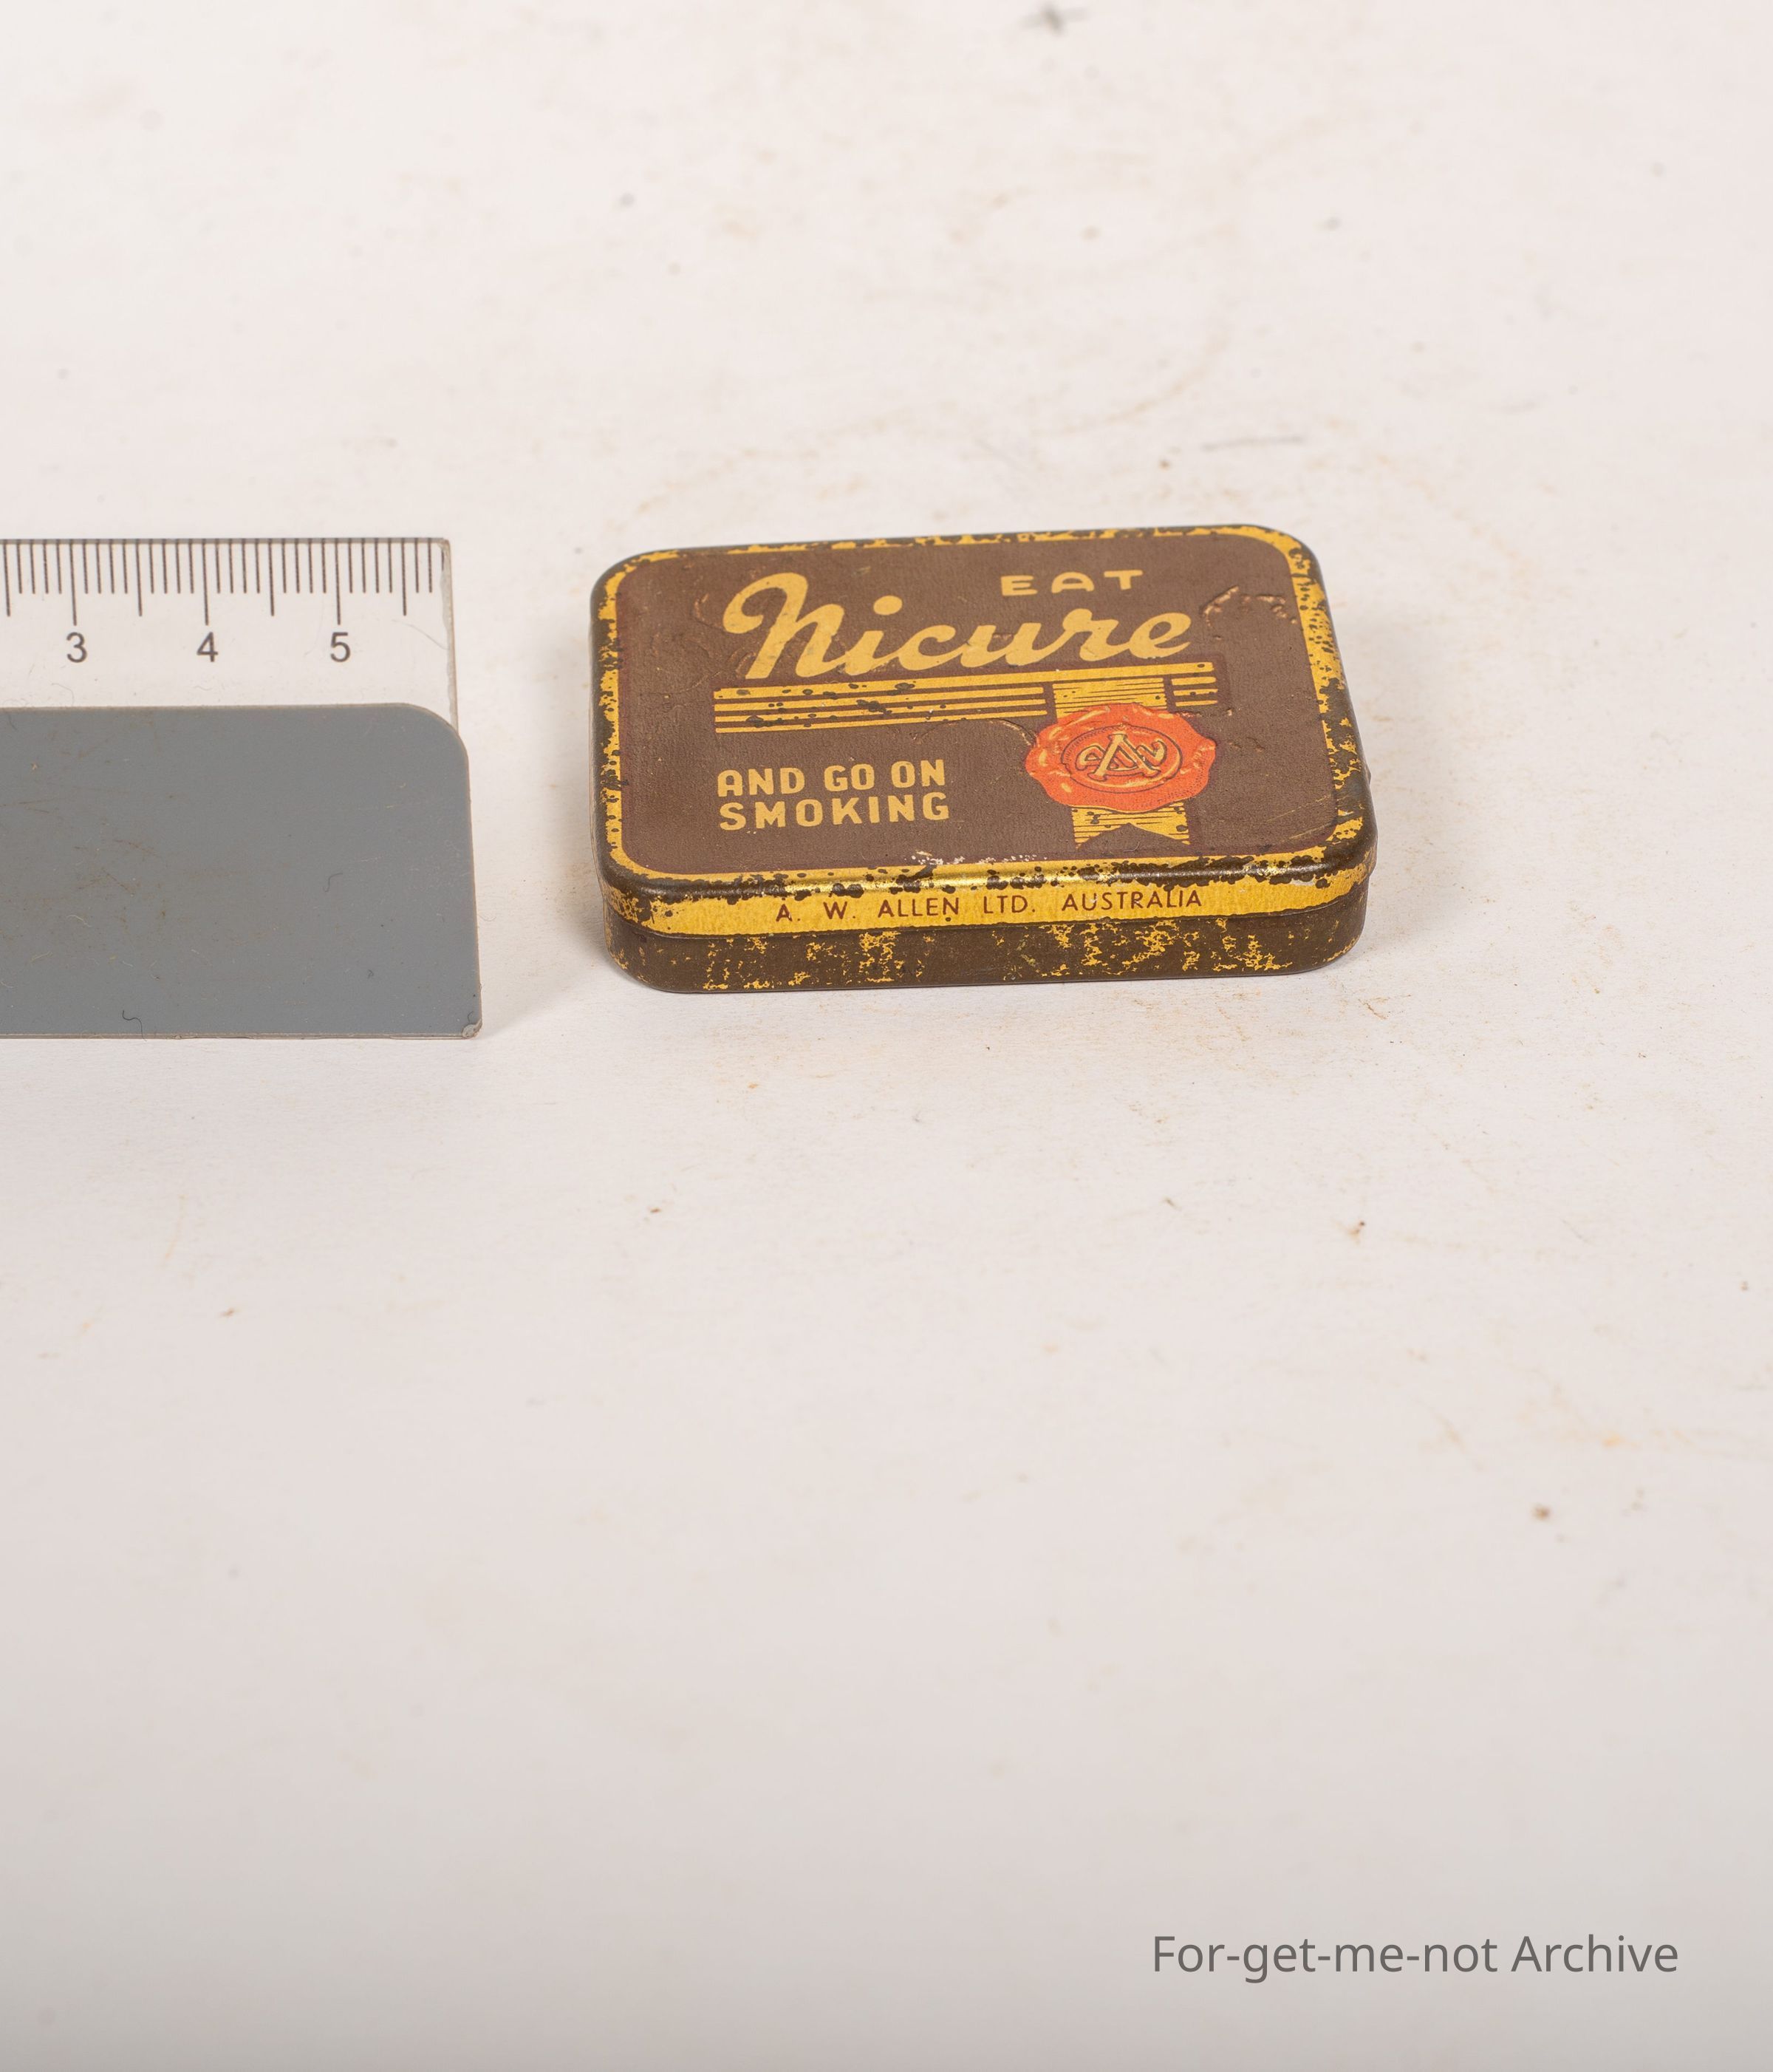 3 4 5
EAT
Nicure
AND GO ON
SMOKING
A. W. ALLEN LTD. AUSTRALIA
For-get-me-not Archive